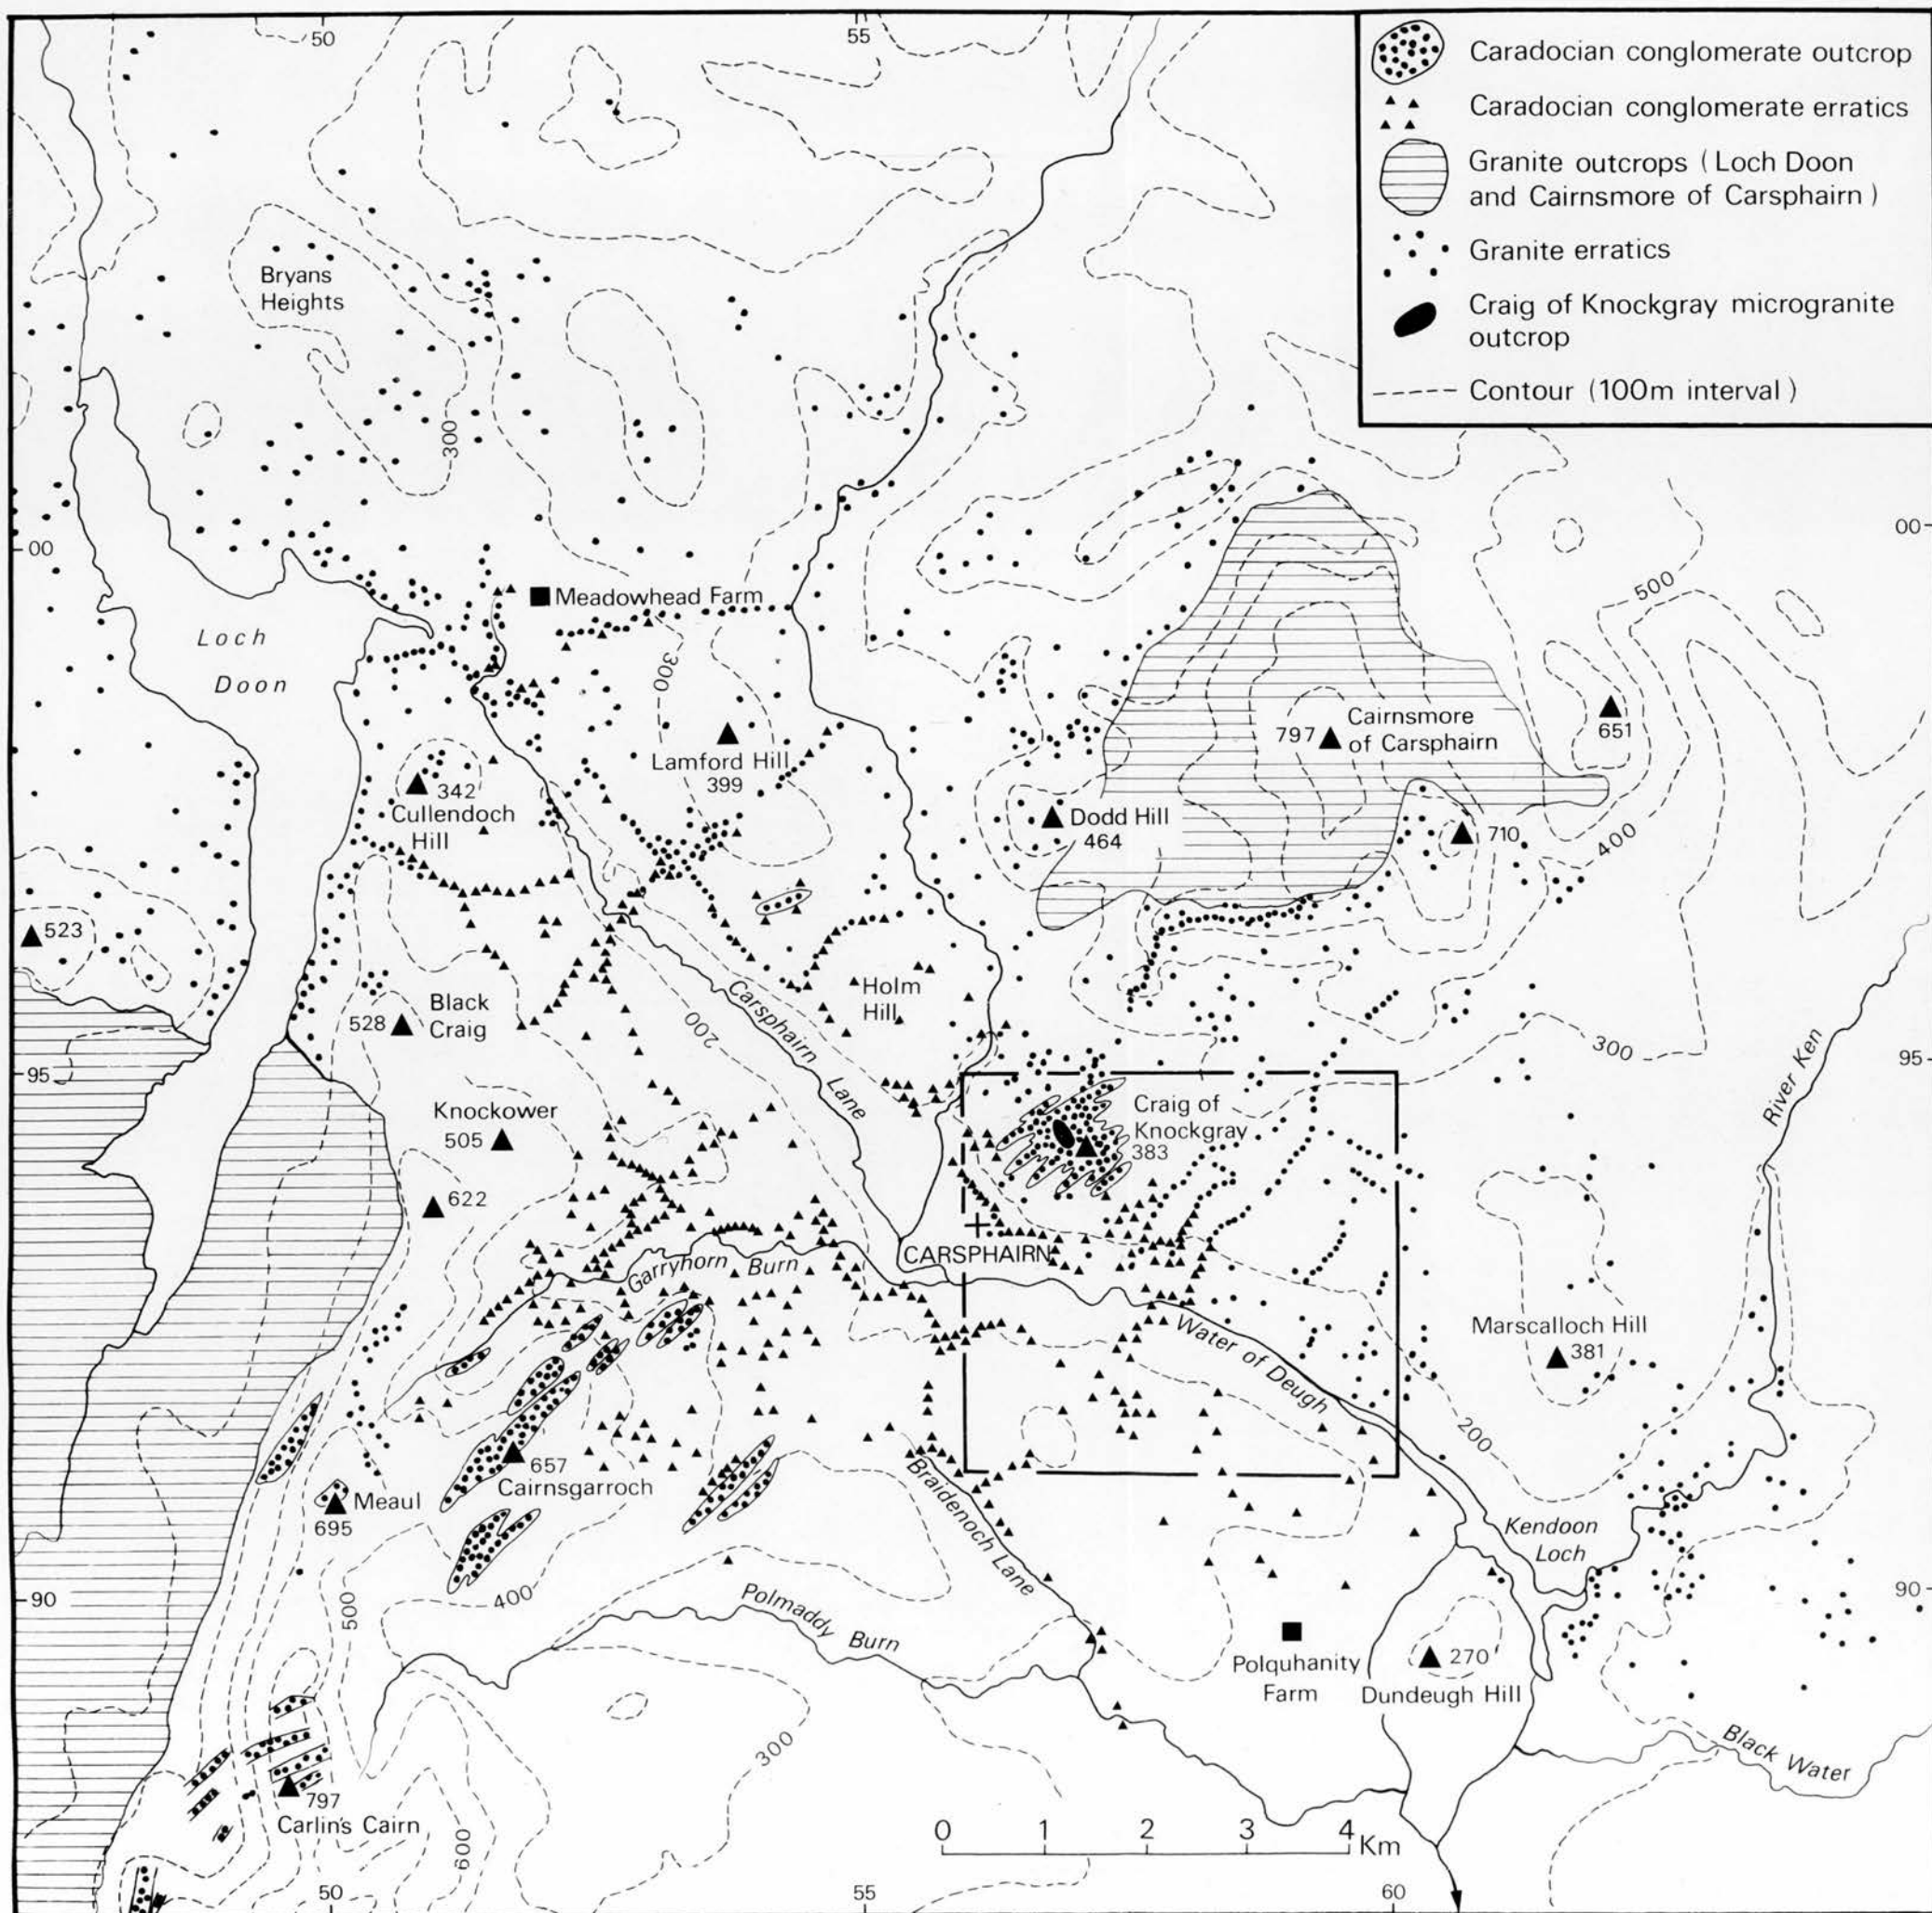 50
55
Caradocian conglomerate outcrop
Caradocian conglomerate erratics
Granite outcrops (Loch Doon
and Cairnsmore of Carsphairn)
Granite erratics
Craig of Knockgray microgranite
outcrop
Contour (100m interval)
Bryans
Heights
300
00
00
500
Meadowhead Farm
Loch
Doon
300
Lamford Hill
399
797
Cairnsmore
of Carsphairn
651
342
Cullendoch
Hill
Dodd Hill
464
710
400
523
Black
Craig
528
200
Carsphairn
Lane
Holm
Hill
300
River Ken
95
95
Knockower
505
Craig of
Knockgray
383
622
CARSPHAIRN
Garryhorn Burn
Water of Deugh
Marscalloch Hill
381
200
657
Cairnsgarroch
Meaul
695
Braidenoch Lane
Kendoon
Loch
90
90
500
400
Polmaddy Burn
Polquhanity
Farm
270
Dundeugh Hill
300
Black Water
797
Carlin's Cairn
600
0 1 2 3 4 Km
50
55
60